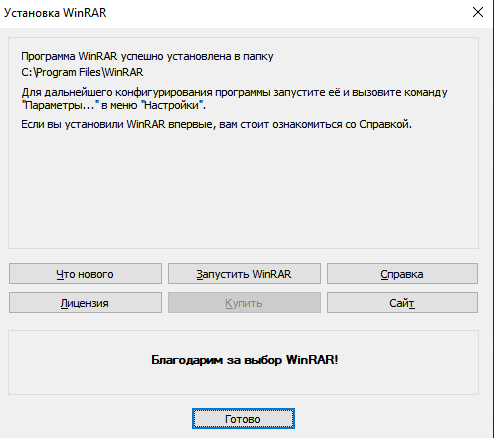 Установка WinRAR
Программа WinRAR успешно установлена в папку
C:\Program Files\WinRAR
Для дальнейшего конфигурирования программы запустите её и вызовите команду
"Параметры..." в меню "Настройки".
Если вы установили WinRAR впервые, вам стоит ознакомиться со Справкой.
Что нового
Запустить WinRAR
Справка
Лицензия
Купить
Сайт
Благодарим за выбор WinRAR!
Готово